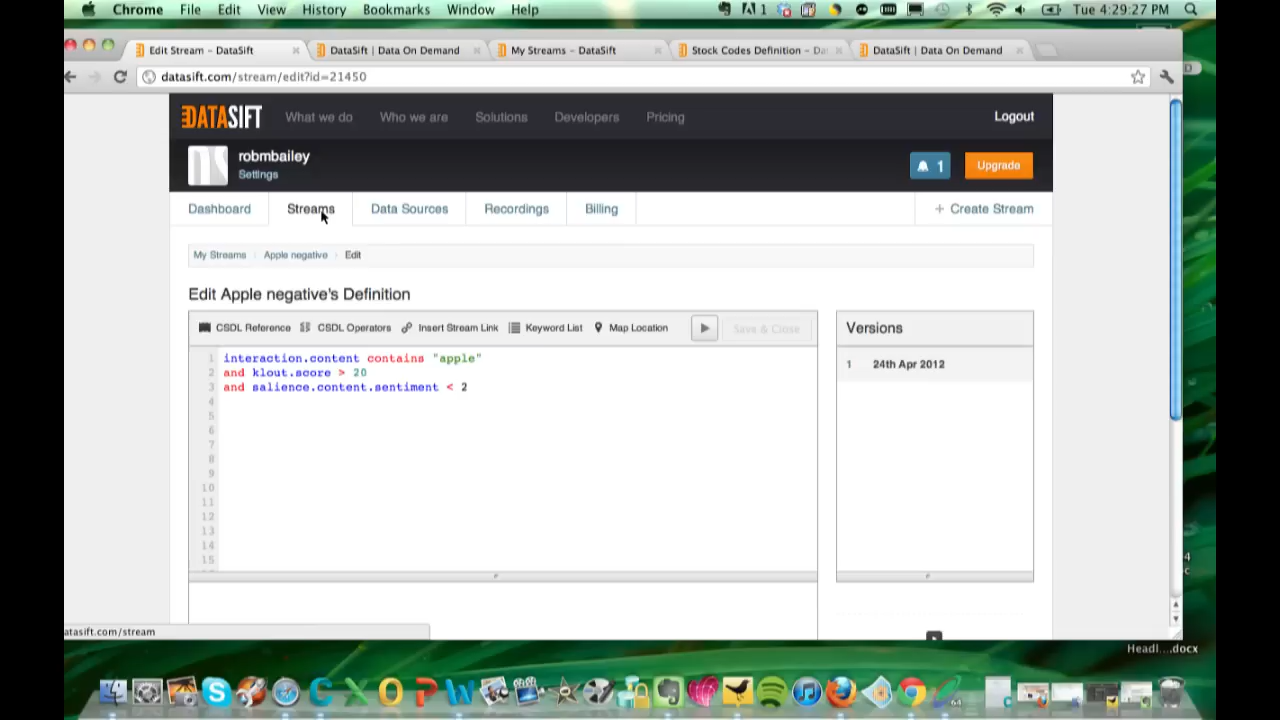 Chrome File Edit View History Bookmarks Window Help 1 Tue 4:29:27 PM
Edit Stream - DataSift DataSift | Data On Demand My Streams - DataSift Stock Codes Definition - Da DataSift | Data On Demand
datasift.com/stream/edit?id=21450
DATASIFT What we do Who we are Solutions Developers Pricing Logout
robmbailey
Settings
1 Upgrade
Dashboard Streams Data Sources Recordings Billing + Create Stream
My Streams Apple negative Edit
Edit Apple negative's Definition
CSDL Reference CSDL Operators Insert Stream Link Keyword List Map Location Save & Close
1 interaction.content contains "apple"
2 and klout.score > 20
3 and salience.content.sentiment < 2
4
5
6
7
8
9
10
11
12
13
14
15
Versions
1 24th Apr 2012
atasift.com/stream
Headl....docx